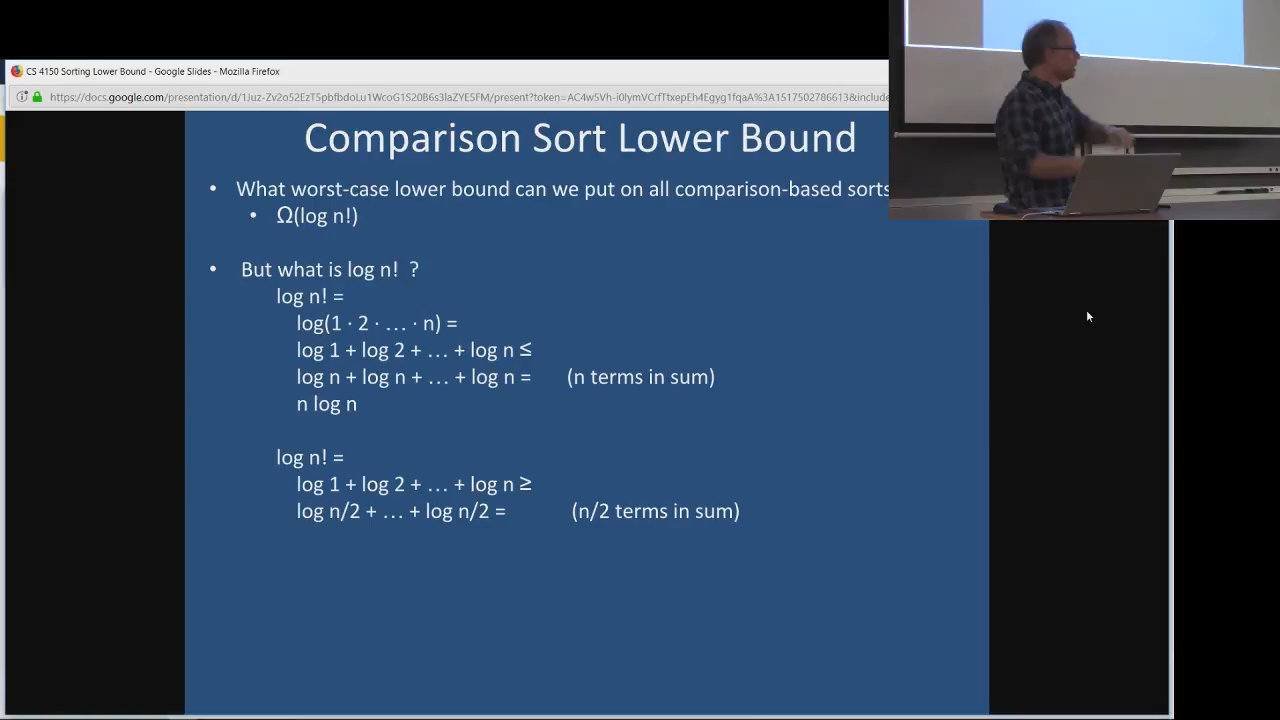 CS 4150 Sorting Lower Bound - Google Slides - Mozilla Firefox
https://docs.google.com/presentation/d/1Juz-Zv2o52EzT5pbfbdoLu1WcoG1S20B6s3laZYE5FM/present?token=AC4w5Vh-i0lymVCrfTtxepEh4Egyg1fqaA%3A1517502786613&include
Comparison Sort Lower Bound
• What worst-case lower bound can we put on all comparison-based sorts
• Ω(log n!)
• But what is log n! ?
log n! =
log(1 · 2 · … · n) =
log 1 + log 2 + … + log n ≤
log n + log n + … + log n = (n terms in sum)
n log n
log n! =
log 1 + log 2 + … + log n ≥
log n/2 + … + log n/2 = (n/2 terms in sum)